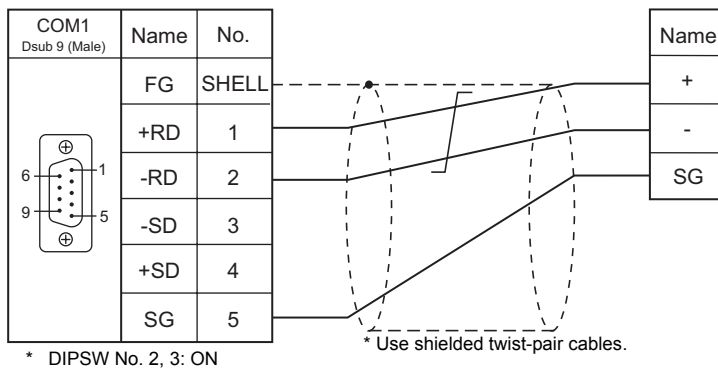 COM1
Dsub 9 (Male)
Name No.
FG SHELL
+RD 1
-RD 2
-SD 3
+SD 4
SG 5
6
1
9
5
* DIPSW No. 2, 3: ON
* Use shielded twist-pair cables.
Name
+
-
SG